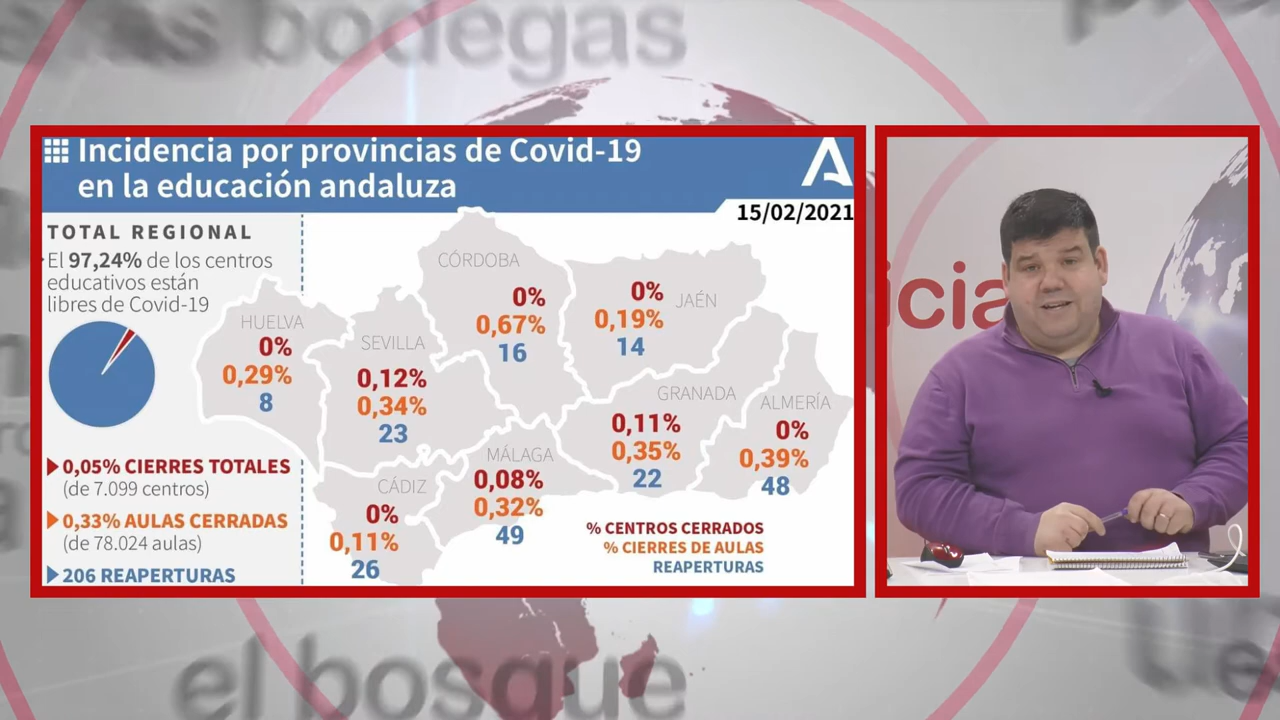 bodegas
Incidencia por provincias de Covid-19
en la educación andaluza
15/02/2021
TOTAL REGIONAL
El 97,24% de los centros
educativos están
libres de Covid-19
0,05% CIERRES TOTALES
(de 7.099 centros)
0,33% AULAS CERRADAS
(de 78.024 aulas)
206 REAPERTURAS
HUELVA
0%
0,29%
8
SEVILLA
0,12%
0,34%
23
CÓRDOBA
0%
0,67%
16
JAÉN
0%
0,19%
14
CÁDIZ
0%
0,11%
26
MÁLAGA
0,08%
0,32%
49
GRANADA
0,11%
0,35%
22
ALMERÍA
0%
0,39%
48
% CENTROS CERRADOS
% CIERRES DE AULAS
REAPERTURAS
icia
el bosque